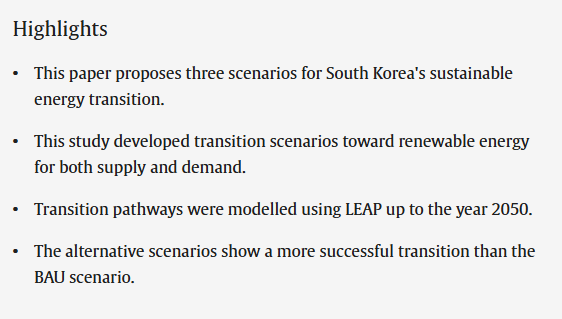 Highlights
• This paper proposes three scenarios for South Korea's sustainable
energy transition.
• This study developed transition scenarios toward renewable energy
for both supply and demand.
• Transition pathways were modelled using LEAP up to the year 2050.
• The alternative scenarios show a more successful transition than the
BAU scenario.